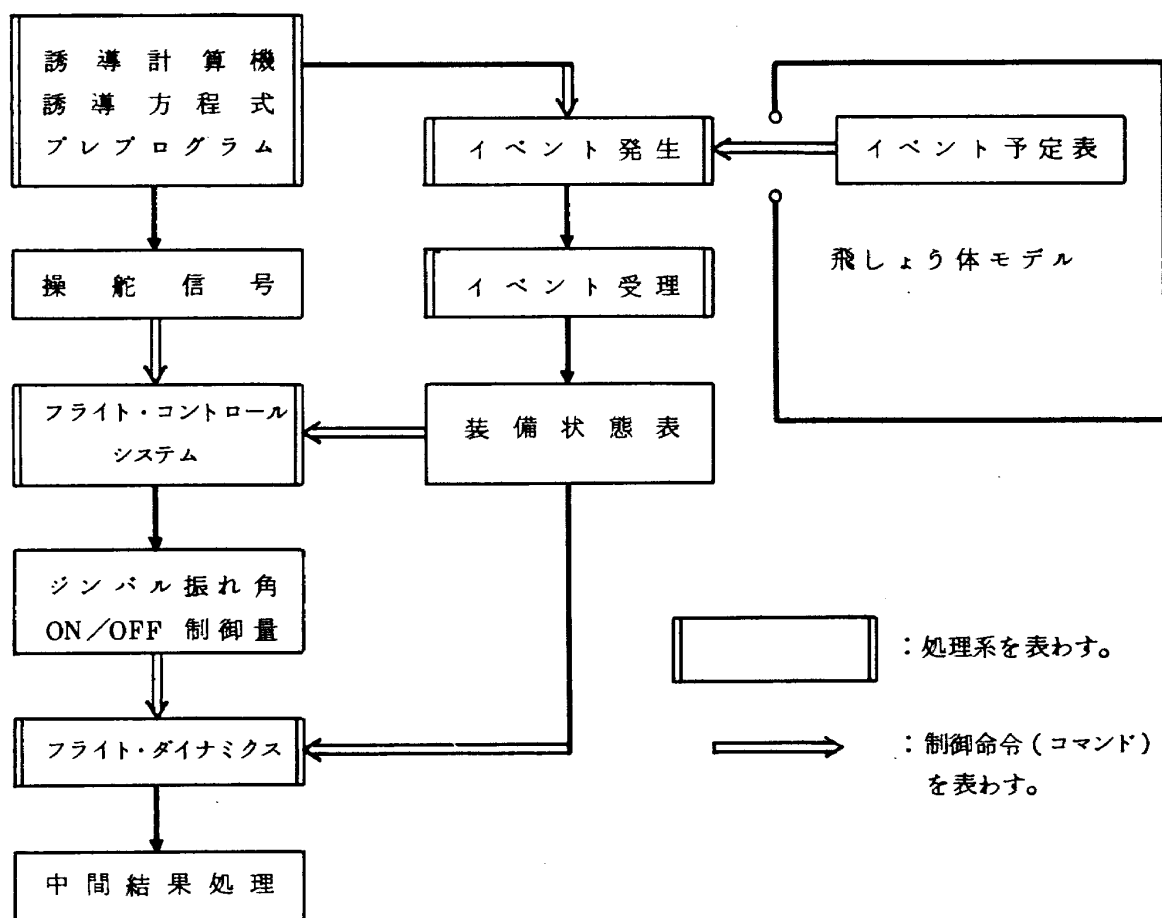 誘導計算機
誘導方程式
プレプログラム
イベント発生
イベント予定表
操舵信号
イベント受理
飛しょう体モデル
フライト・コントロール
システム
装備状態表
ジンバル振れ角
ON/OFF 制御量
:処理系を表わす。
フライト・ダイナミクス
:制御命令(コマンド)
を表わす。
中間結果処理